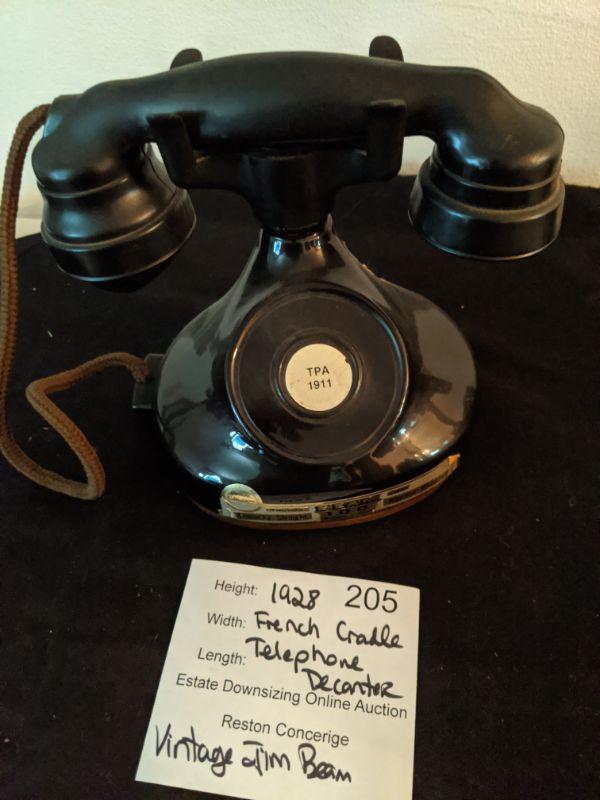 TPA
1911
100
Height: 1928 205
Width: French Cradle
Length: Telephone
Decanter
Estate Downsizing Online Auction
Reston Concerige
Vintage Jim Beam